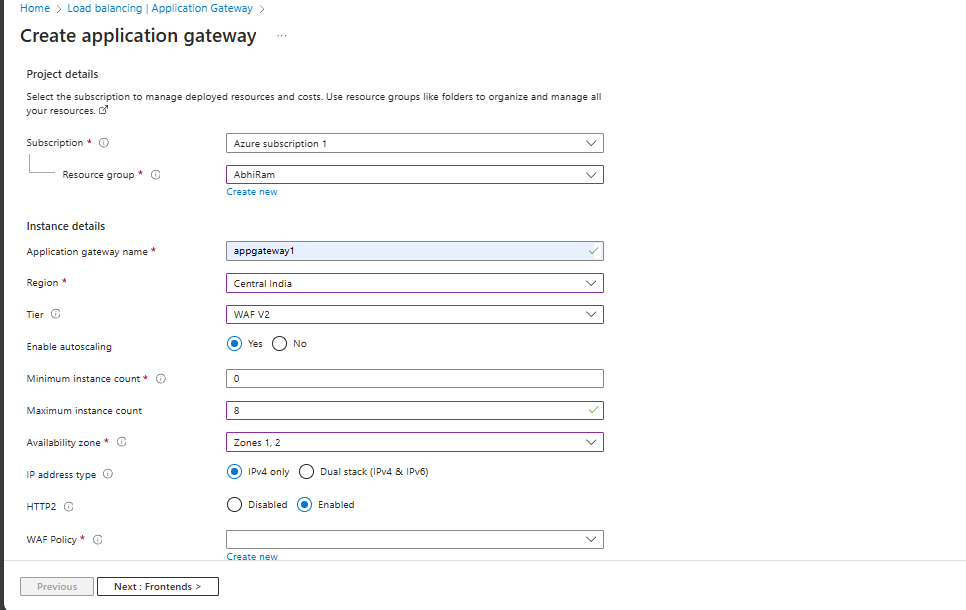 Home > Load balancing | Application Gateway >
Create application gateway ...
Project details
Select the subscription to manage deployed resources and costs. Use resource groups like folders to organize and manage all
your resources.
Subscription * Azure subscription 1
Resource group * AbhiRam
Create new
Instance details
Application gateway name * appgateway1
Region * Central India
Tier WAF V2
Enable autoscaling Yes No
Minimum instance count * 0
Maximum instance count 8
Availability zone * Zones 1, 2
IP address type IPv4 only Dual stack (IPv4 & IPv6)
HTTP2 Disabled Enabled
WAF Policy *
Create new
Previous Next : Frontends >